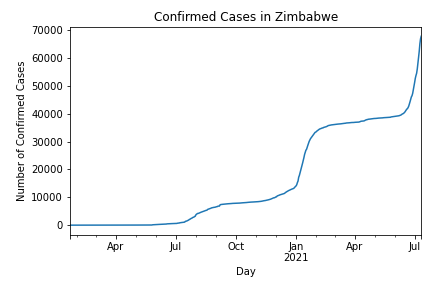 Confirmed Cases in Zimbabwe
70000
60000
50000
40000
30000
20000
10000
0
Number of Confirmed Cases
Apr Jul Oct Jan Apr Jul
2021
Day